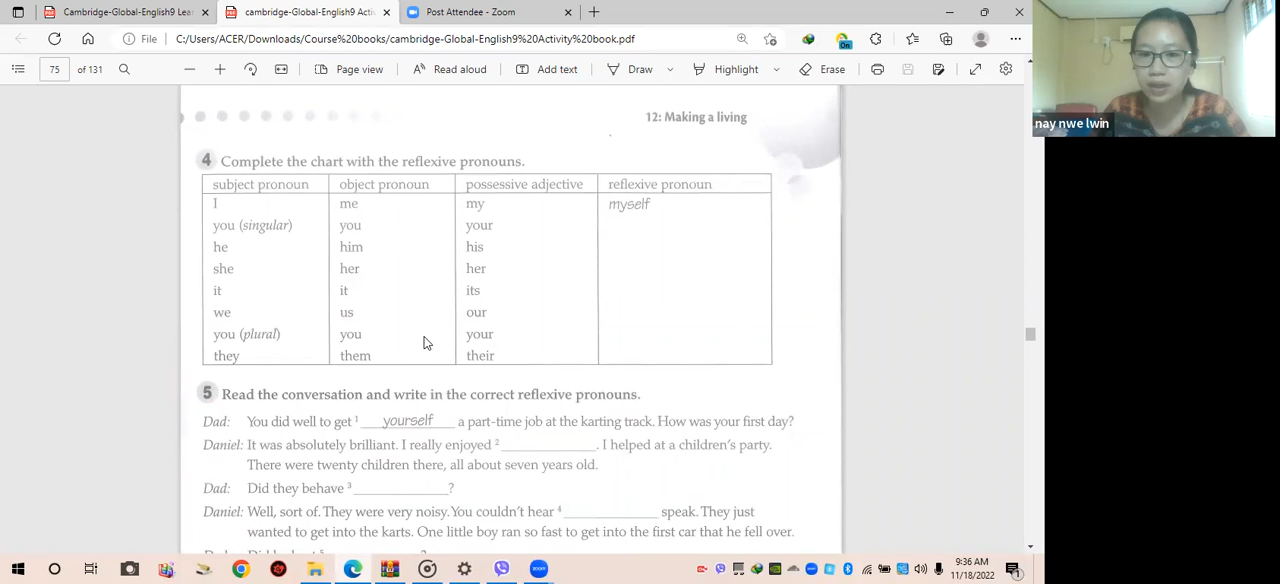 Cambridge-Global-English9 Lear
cambridge-Global-English9 Activ
Post Attendee - Zoom
File
C:/Users/ACER/Downloads/Course%20books/cambridge-Global-English9%20Activity%20book.pdf
On
75 of 131
Page view
Read aloud
Add text
Draw
Highlight
Erase
nay nwe lwin
12: Making a living
4 Complete the chart with the reflexive pronouns.
subject pronoun object pronoun possessive adjective reflexive pronoun
I me my myself
you (singular) you your
he him his
she her her
it it its
we us our
you (plural) you your
they them their
5 Read the conversation and write in the correct reflexive pronouns.
Dad: You did well to get 1 yourself a part-time job at the karting track. How was your first day?
Daniel: It was absolutely brilliant. I really enjoyed 2 ____________. I helped at a children's party.
There were twenty children there, all about seven years old.
Dad: Did they behave 3 ____________?
Daniel: Well, sort of. They were very noisy. You couldn't hear 4 ____________ speak. They just
wanted to get into the karts. One little boy ran so fast to get into the first car that he fell over.
zoom
9:36 AM
11/18/2022
1